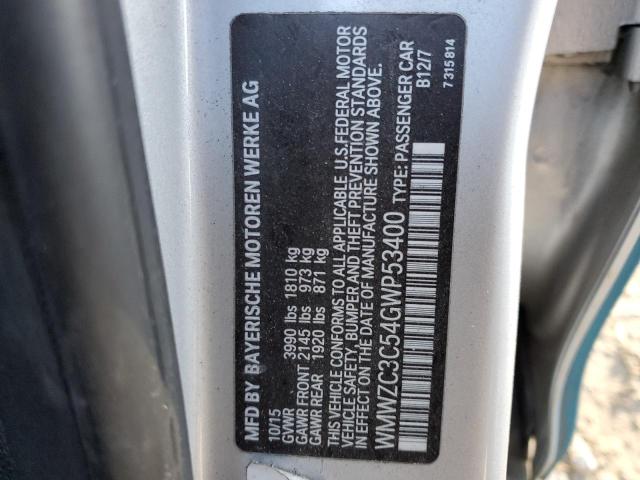 MFD BY BAYERISCHE MOTOREN WERKE AG
10/15
GVWR 3990 lbs 1810 kg
GAWR FRONT 2145 lbs 973 kg
GAWR REAR 1920 lbs 871 kg
THIS VEHICLE CONFORMS TO ALL APPLICABLE U.S.FEDERAL MOTOR
VEHICLE SAFETY, BUMPER AND THEFT PREVENTION STANDARDS
IN EFFECT ON THE DATE OF MANUFACTURE SHOWN ABOVE.
WMWZC3C54GWP53400 TYPE: PASSENGER CAR
B12/7
7 315 814